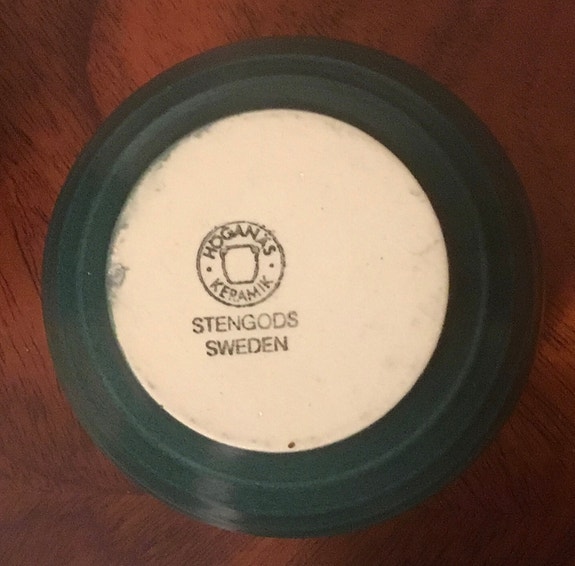 HÖGANÄS
KERAMIK
STENGODS
SWEDEN